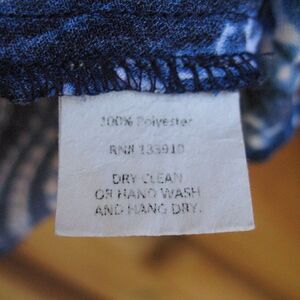 100% Polyester
RN# 133910
DRY CLEAN
OR HAND WASH
AND HANG DRY.